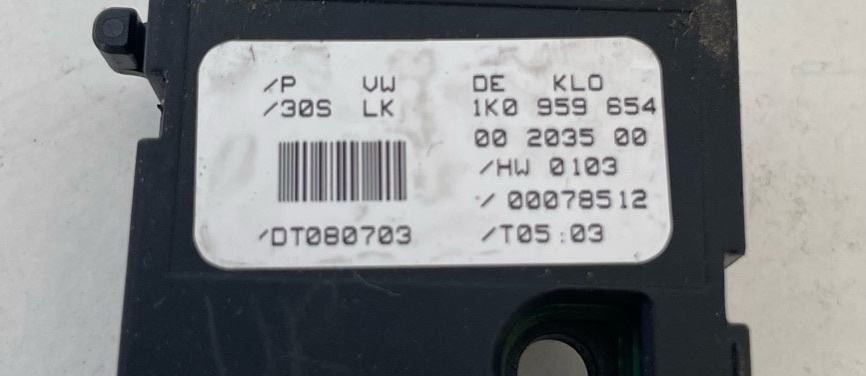 /P VW DE KLO
/30S LK 1K0 959 654
00 2035 00
/HW 0103
/ 00078512
/DT080703 /T05:03